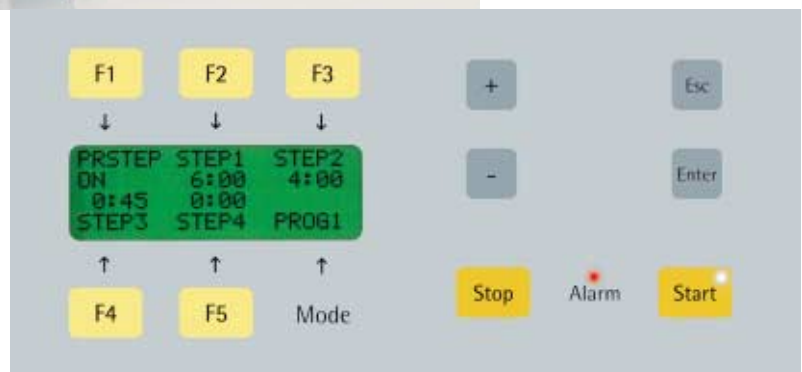 F1 F2 F3
+ Esc
↓ ↓ ↓
PRSTEP STEP1 STEP2
ON 6:00 4:00
0:45 0:00
STEP3 STEP4 PROG1
- Enter
↑ ↑ ↑
F4 F5 Mode
Stop Alarm Start